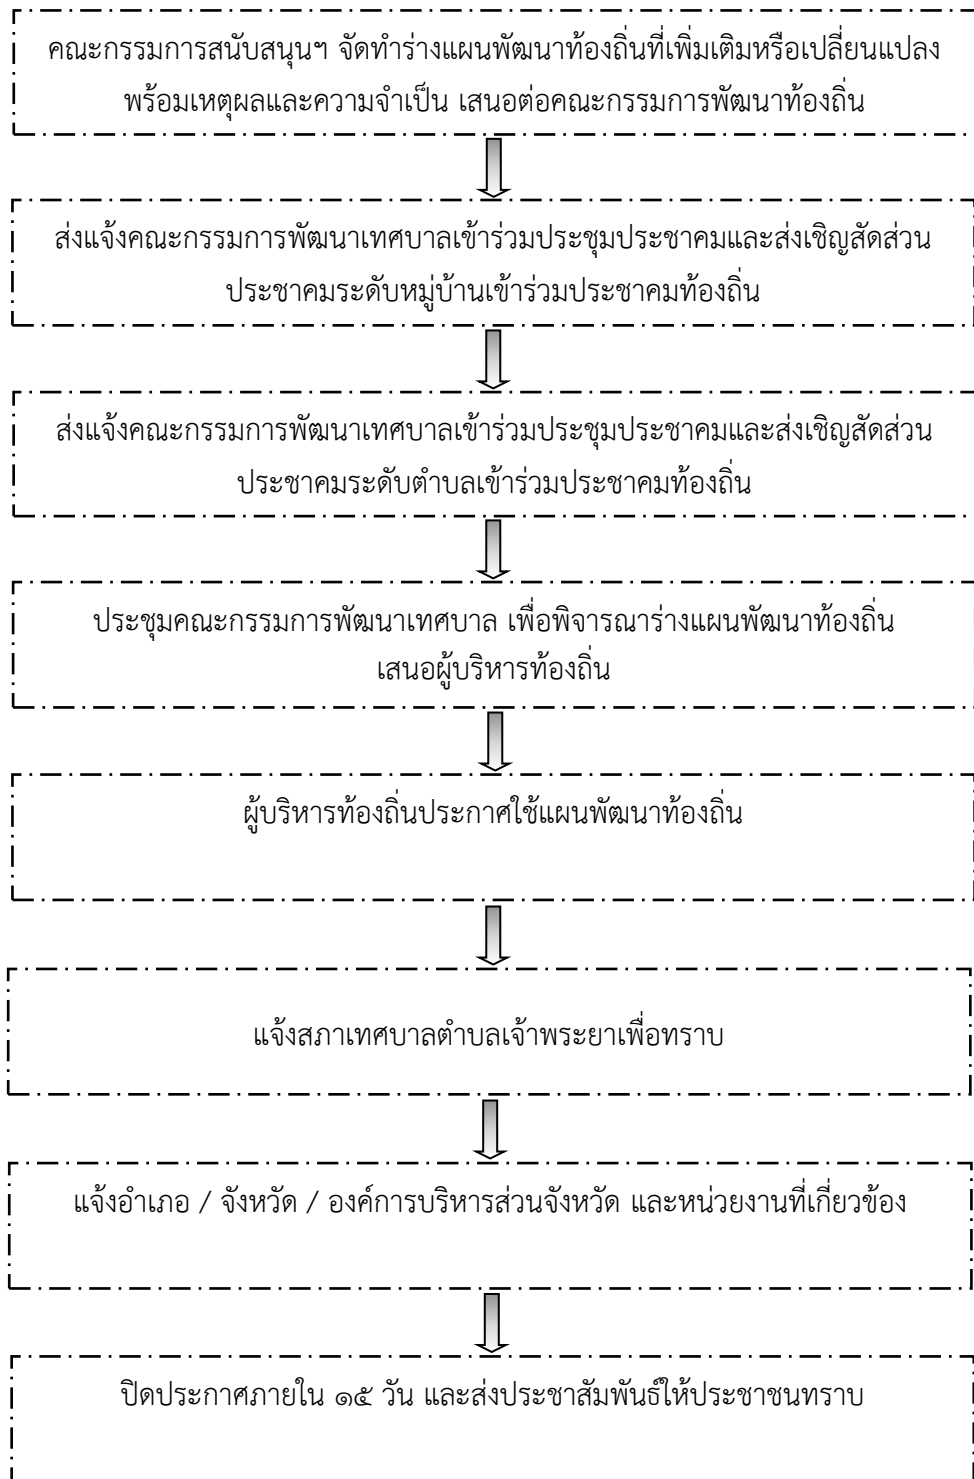 คณะกรรมการสนับสนุนฯ จัดทำร่างแผนพัฒนาท้องถิ่นที่เพิ่มเติมหรือเปลี่ยนแปลง
พร้อมเหตุผลและความจำเป็น เสนอต่อคณะกรรมการพัฒนาท้องถิ่น
ส่งแจ้งคณะกรรมการพัฒนาเทศบาลเข้าร่วมประชุมประชาคมและส่งเชิญสัดส่วน
ประชาคมระดับหมู่บ้านเข้าร่วมประชาคมท้องถิ่น
ส่งแจ้งคณะกรรมการพัฒนาเทศบาลเข้าร่วมประชุมประชาคมและส่งเชิญสัดส่วน
ประชาคมระดับตำบลเข้าร่วมประชาคมท้องถิ่น
ประชุมคณะกรรมการพัฒนาเทศบาล เพื่อพิจารณาร่างแผนพัฒนาท้องถิ่น
เสนอผู้บริหารท้องถิ่น
ผู้บริหารท้องถิ่นประกาศใช้แผนพัฒนาท้องถิ่น
แจ้งสภาเทศบาลตำบลเจ้าพระยาเพื่อทราบ
แจ้งอำเภอ / จังหวัด / องค์การบริหารส่วนจังหวัด และหน่วยงานที่เกี่ยวข้อง
ปิดประกาศภายใน ๑๕ วัน และส่งประชาสัมพันธ์ให้ประชาชนทราบ